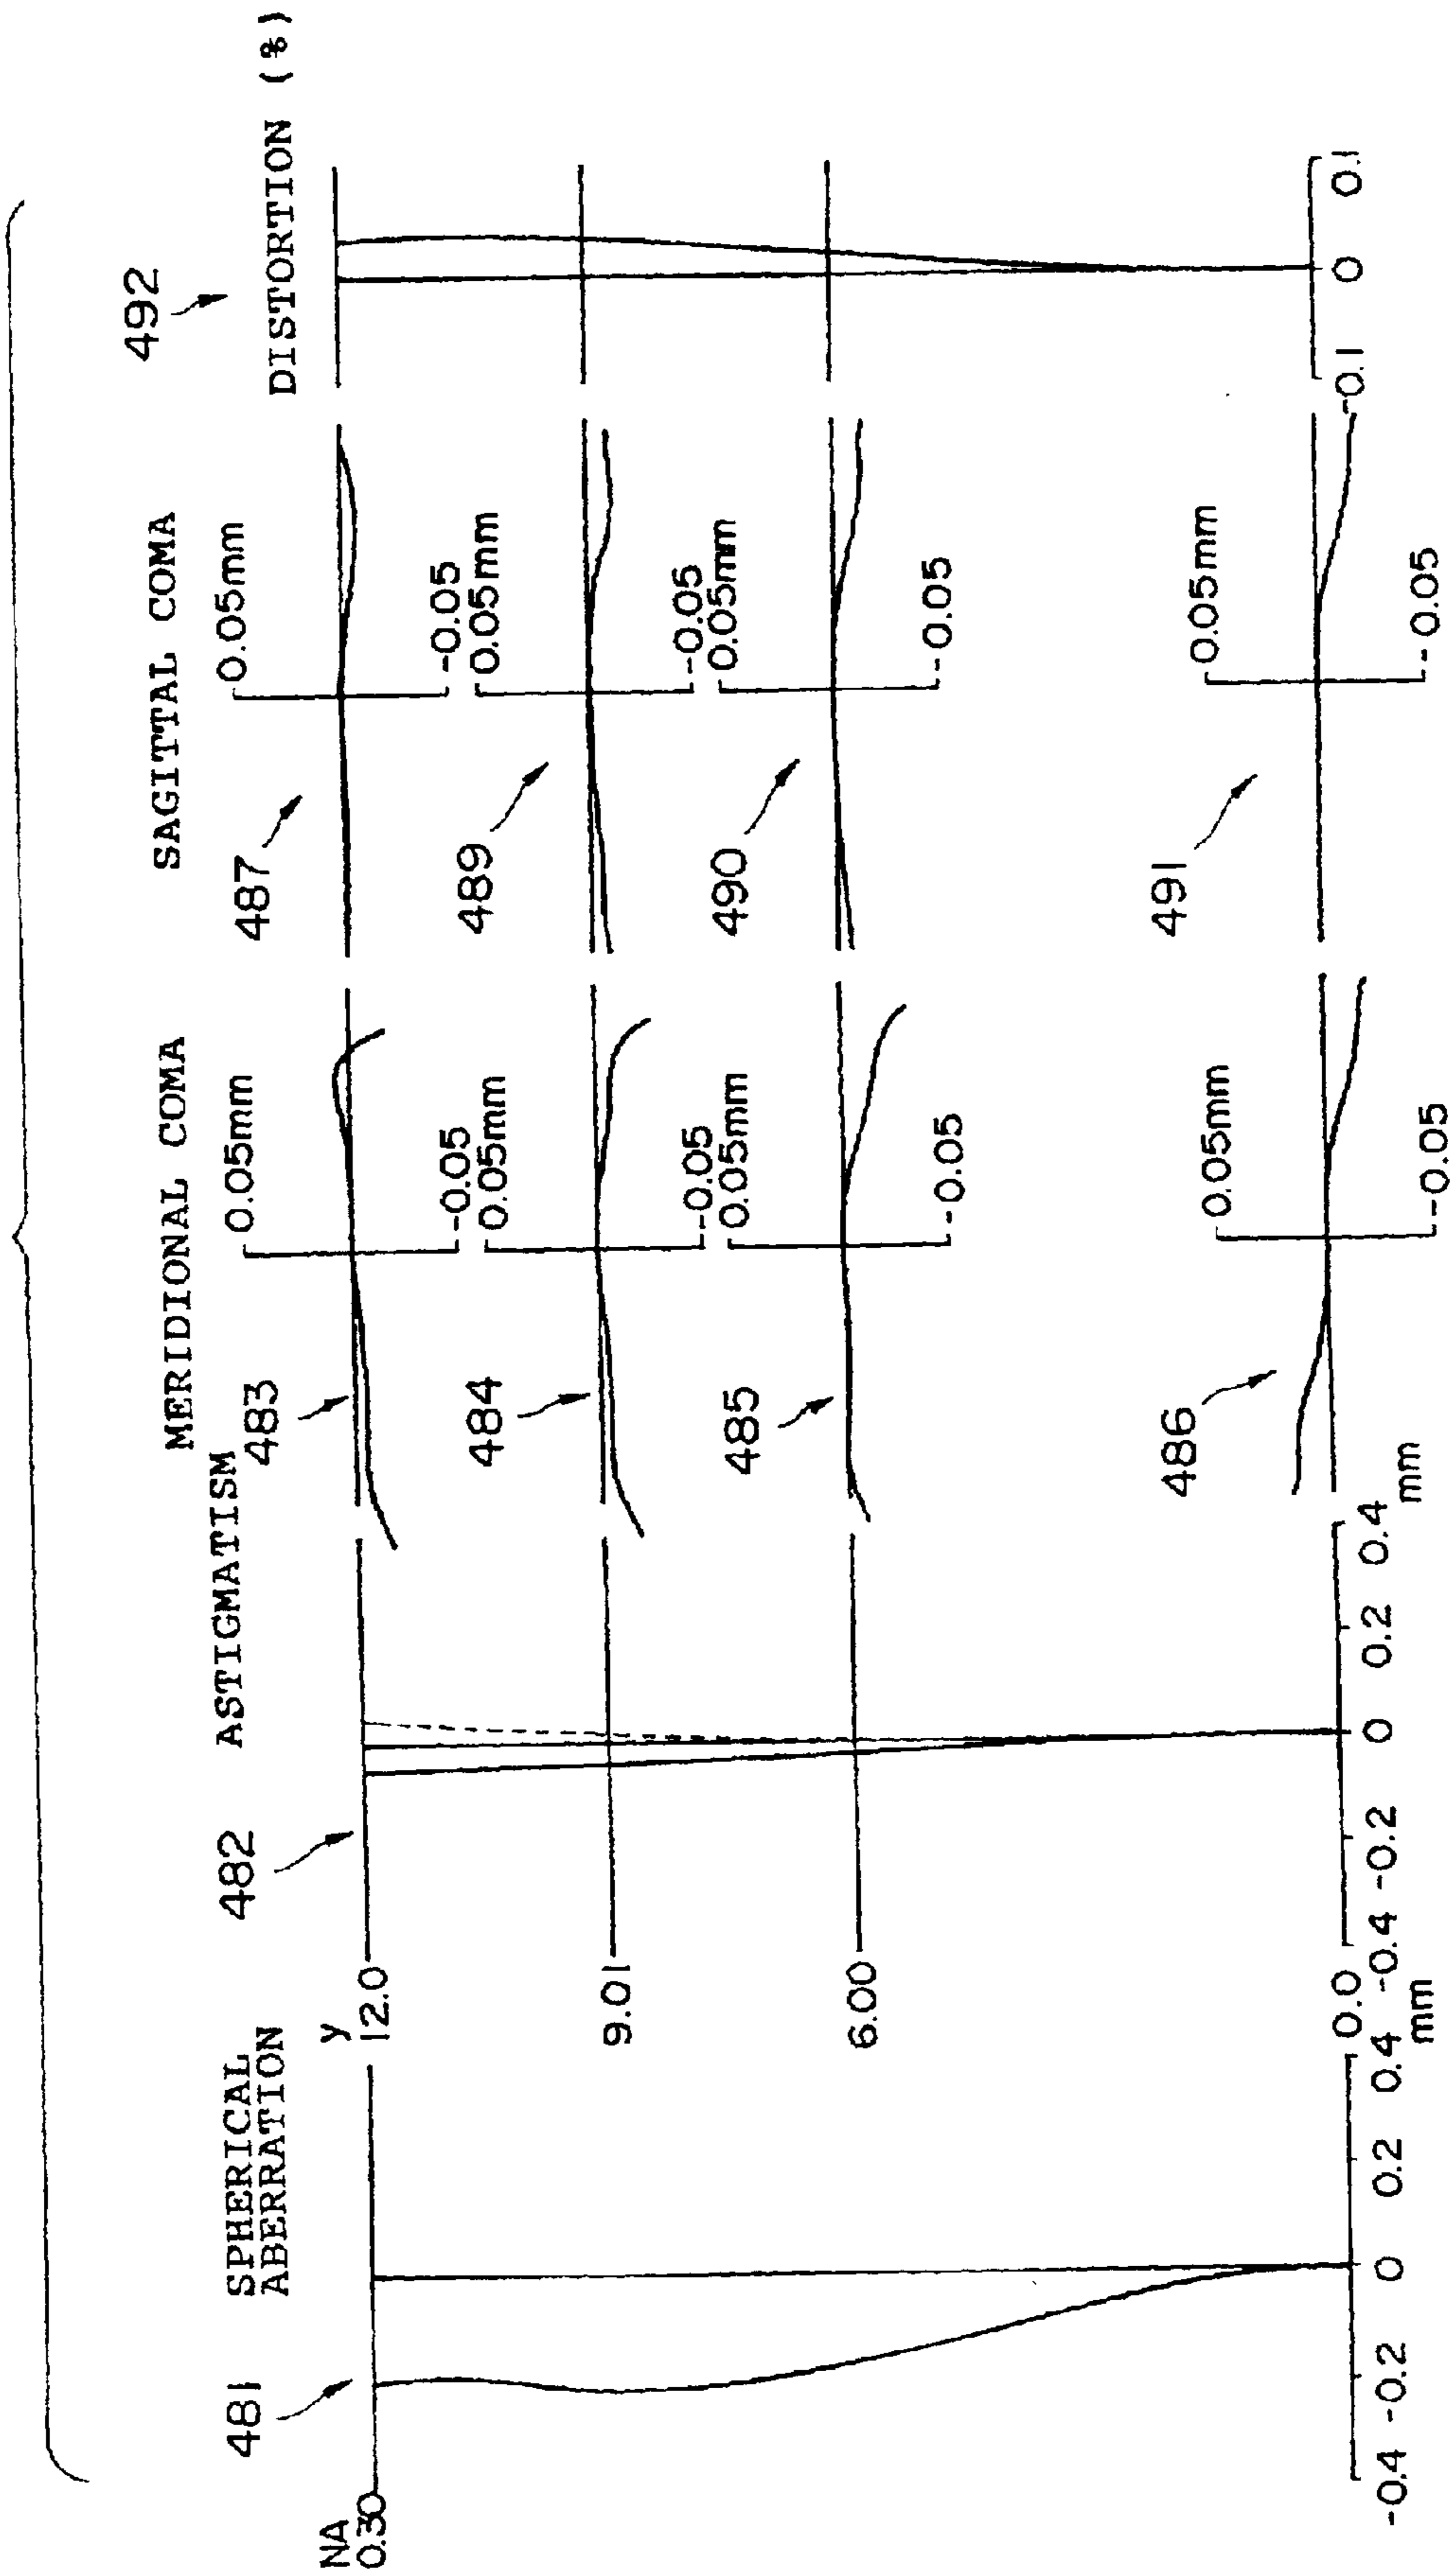 NA
0.30
481
SPHERICAL
ABERRATION
-0.4 -0.2 0 0.2 0.4
mm
482
ASTIGMATISM
y
12.0
9.01
6.00
0.0
-0.4 -0.2 0 0.2 0.4
mm
MERIDIONAL COMA
483
0.05mm
-0.05
484
0.05mm
-0.05
485
0.05mm
-0.05
486
0.05mm
-0.05
SAGITTAL COMA
487
0.05mm
-0.05
489
0.05mm
-0.05
490
0.05mm
-0.05
491
0.05mm
-0.05
492
DISTORTION (%)
-0.1 0 0.1